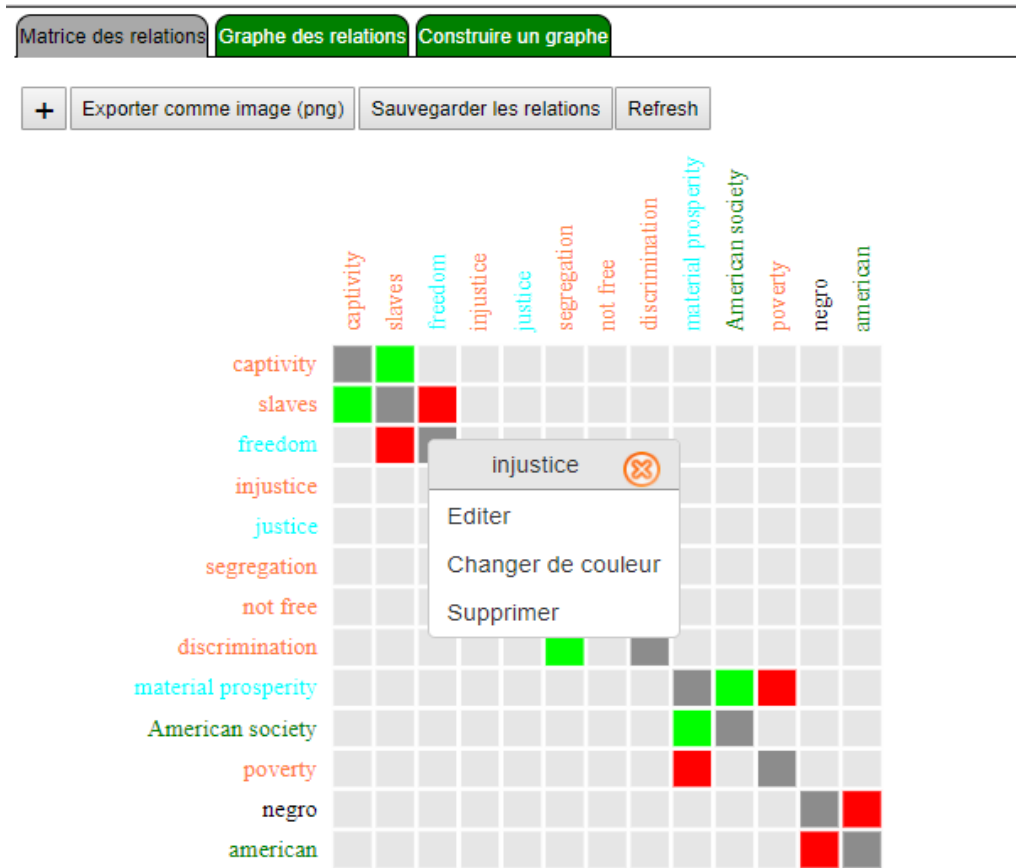 Matrice des relations Graphe des relations Construire un graphe
+ Exporter comme image (png) Sauvegarder les relations Refresh
captivity
slaves
freedom
injustice
justice
segregation
not free
discrimination
material prosperity
American society
poverty
negro
american
captivity
slaves
freedom
injustice
injustice
Editer
justice
Changer de couleur
segregation
not free
Supprimer
discrimination
material prosperity
American society
poverty
negro
american